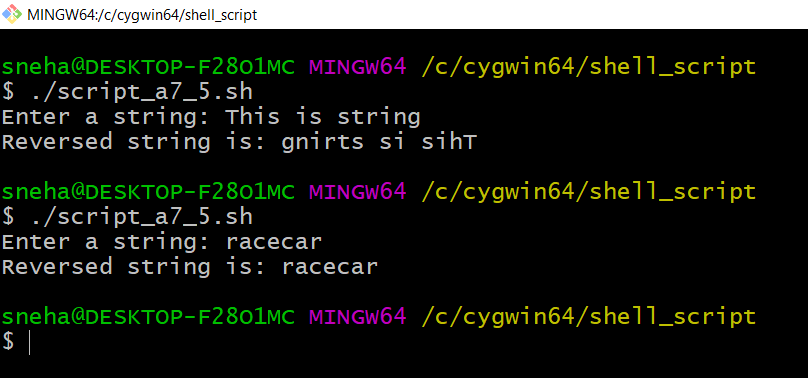 MINGW64:/c/cygwin64/shell_script
sneha@DESKTOP-F28O1MC MINGW64 /c/cygwin64/shell_script
$ ./script_a7_5.sh
Enter a string: This is string
Reversed string is: gnirts si sihT
sneha@DESKTOP-F28O1MC MINGW64 /c/cygwin64/shell_script
$ ./script_a7_5.sh
Enter a string: racecar
Reversed string is: racecar
sneha@DESKTOP-F28O1MC MINGW64 /c/cygwin64/shell_script
$